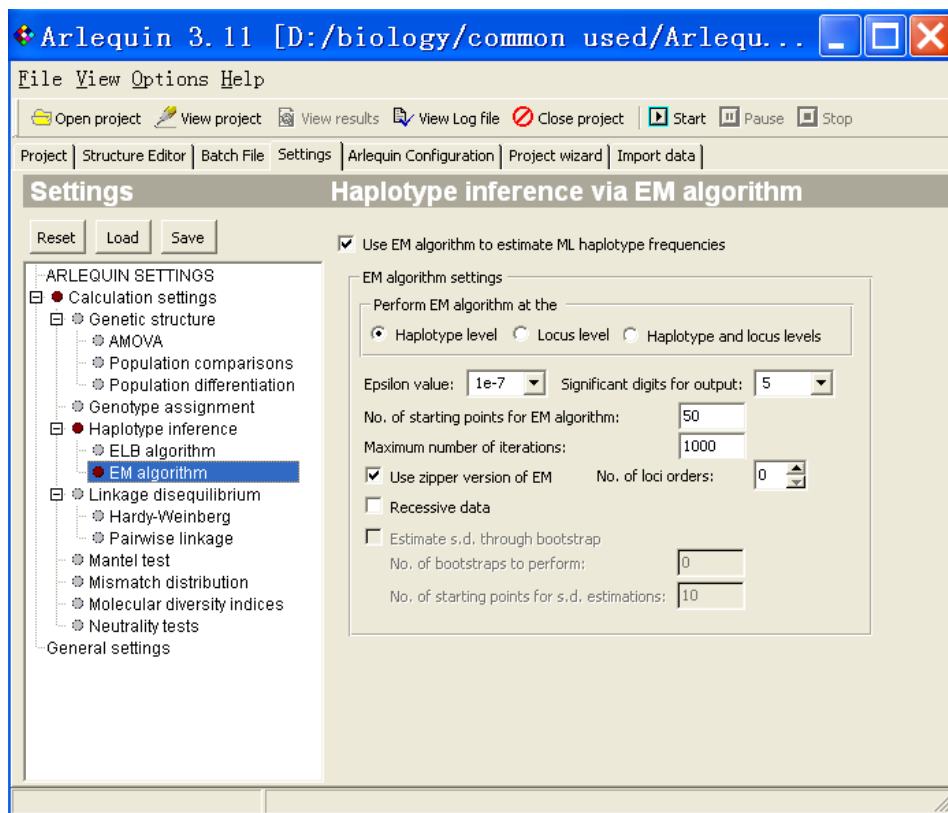 Arlequin 3.11 [D:/biology/common used/Arlequ...
File View Options Help
Open project View project View results View Log file Close project Start Pause Stop
Project Structure Editor Batch File Settings Arlequin Configuration Project wizard Import data
Settings Haplotype inference via EM algorithm
Reset Load Save
Use EM algorithm to estimate ML haplotype frequencies
ARLEQUIN SETTINGS
Calculation settings
Genetic structure
AMOVA
Population comparisons
Population differentiation
Genotype assignment
Haplotype inference
ELB algorithm
EM algorithm
Linkage disequilibrium
Hardy-Weinberg
Pairwise linkage
Mantel test
Mismatch distribution
Molecular diversity indices
Neutrality tests
General settings
EM algorithm settings
Perform EM algorithm at the
Haplotype level Locus level Haplotype and locus levels
Epsilon value: 1e-7 Significant digits for output: 5
No. of starting points for EM algorithm: 50
Maximum number of iterations: 1000
Use zipper version of EM No. of loci orders: 0
Recessive data
Estimate s.d. through bootstrap
No. of bootstraps to perform: 0
No. of starting points for s.d. estimations: 10